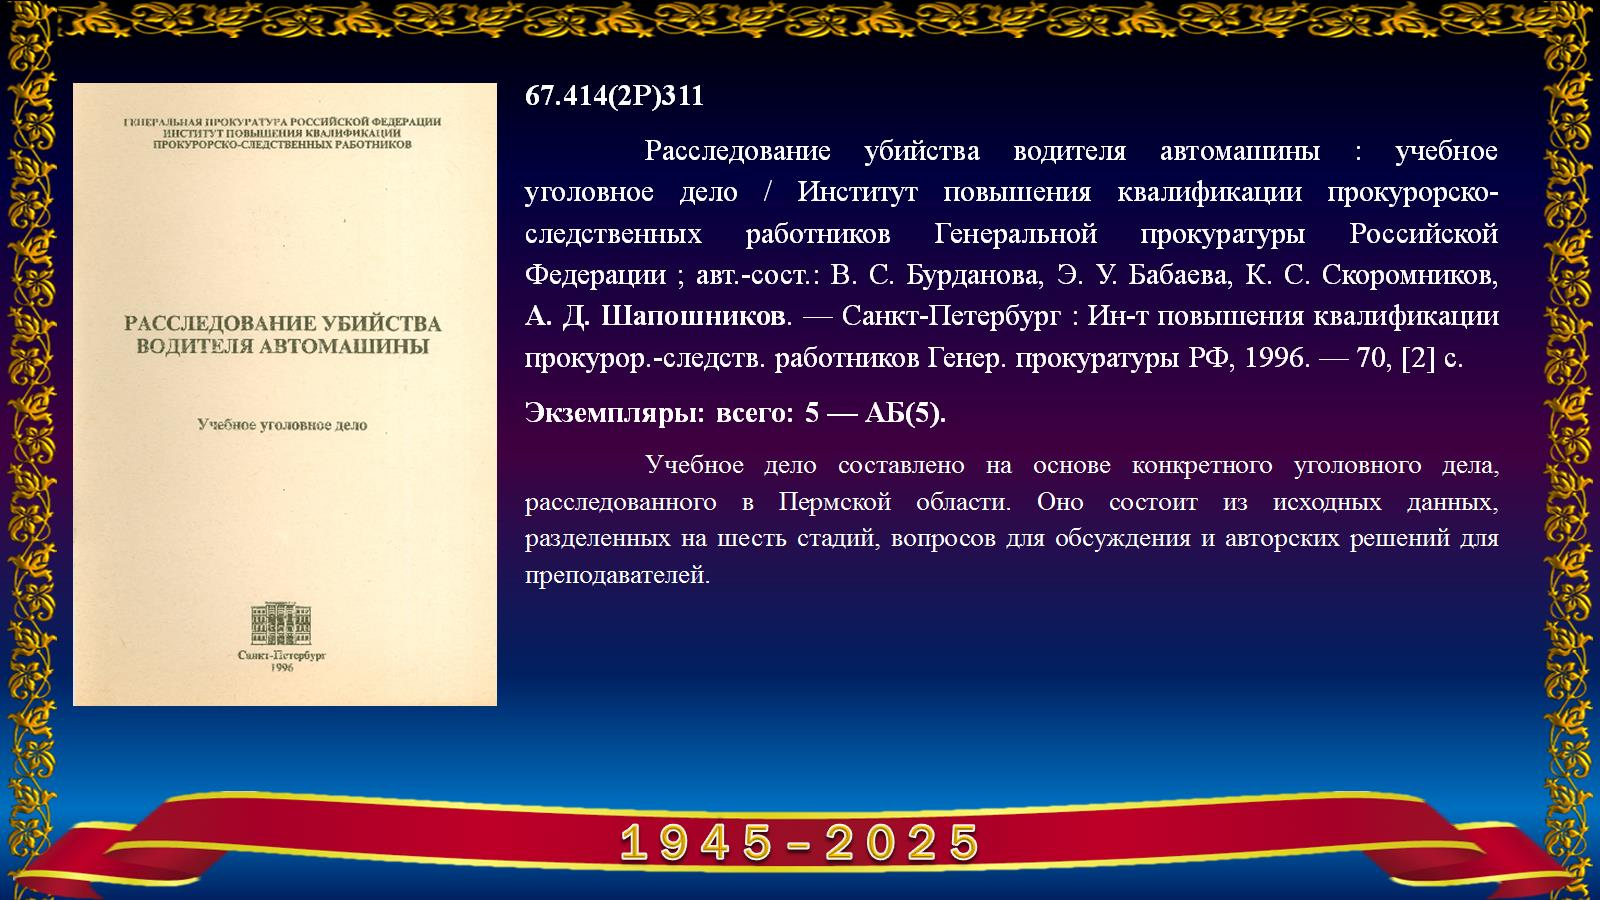 ГЕНЕРАЛЬНАЯ ПРОКУРАТУРА РОССИЙСКОЙ ФЕДЕРАЦИИ
ИНСТИТУТ ПОВЫШЕНИЯ КВАЛИФИКАЦИИ
ПРОКУРОРСКО-СЛЕДСТВЕННЫХ РАБОТНИКОВ
РАССЛЕДОВАНИЕ УБИЙСТВА
ВОДИТЕЛЯ АВТОМАШИНЫ
Учебное уголовное дело
Санкт-Петербург
1996
67.414(2Р)311
Расследование убийства водителя автомашины : учебное
уголовное дело / Институт повышения квалификации прокурорско-
следственных работников Генеральной прокуратуры Российской
Федерации ; авт.-сост.: В. С. Бурданова, Э. У. Бабаева, К. С. Скоромников,
А. Д. Шапошников. — Санкт-Петербург : Ин-т повышения квалификации
прокурор.-следств. работников Генер. прокуратуры РФ, 1996. — 70, [2] с.
Экземпляры: всего: 5 — АБ(5).
Учебное дело составлено на основе конкретного уголовного дела,
расследованного в Пермской области. Оно состоит из исходных данных,
разделенных на шесть стадий, вопросов для обсуждения и авторских решений для
преподавателей.
1945–2025